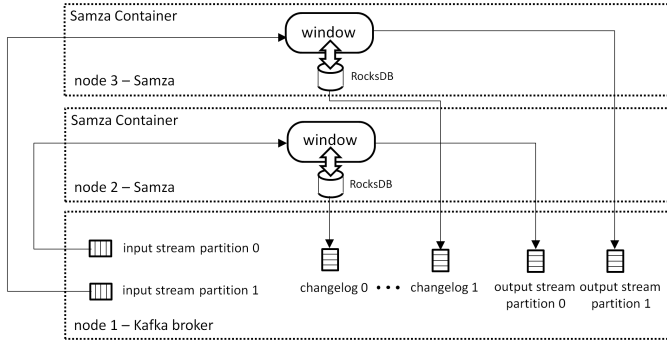 Samza Container
window
RocksDB
node 3 – Samza
Samza Container
window
RocksDB
node 2 – Samza
input stream partition 0
input stream partition 1
changelog 0 • • • changelog 1
output stream partition 0
output stream partition 1
node 1 – Kafka broker